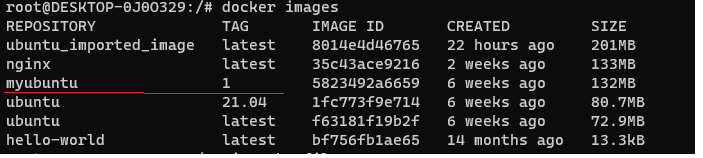 root@DESKTOP-0J0O329:/# docker images
REPOSITORY TAG IMAGE ID CREATED SIZE
ubuntu_imported_image latest 8014e4d46765 22 hours ago 201MB
nginx latest 35c43ace9216 2 weeks ago 133MB
myubuntu 1 5823492a6659 6 weeks ago 132MB
ubuntu 21.04 1fc773f9e714 6 weeks ago 80.7MB
ubuntu latest f63181f19b2f 6 weeks ago 72.9MB
hello-world latest bf756fb1ae65 14 months ago 13.3kB